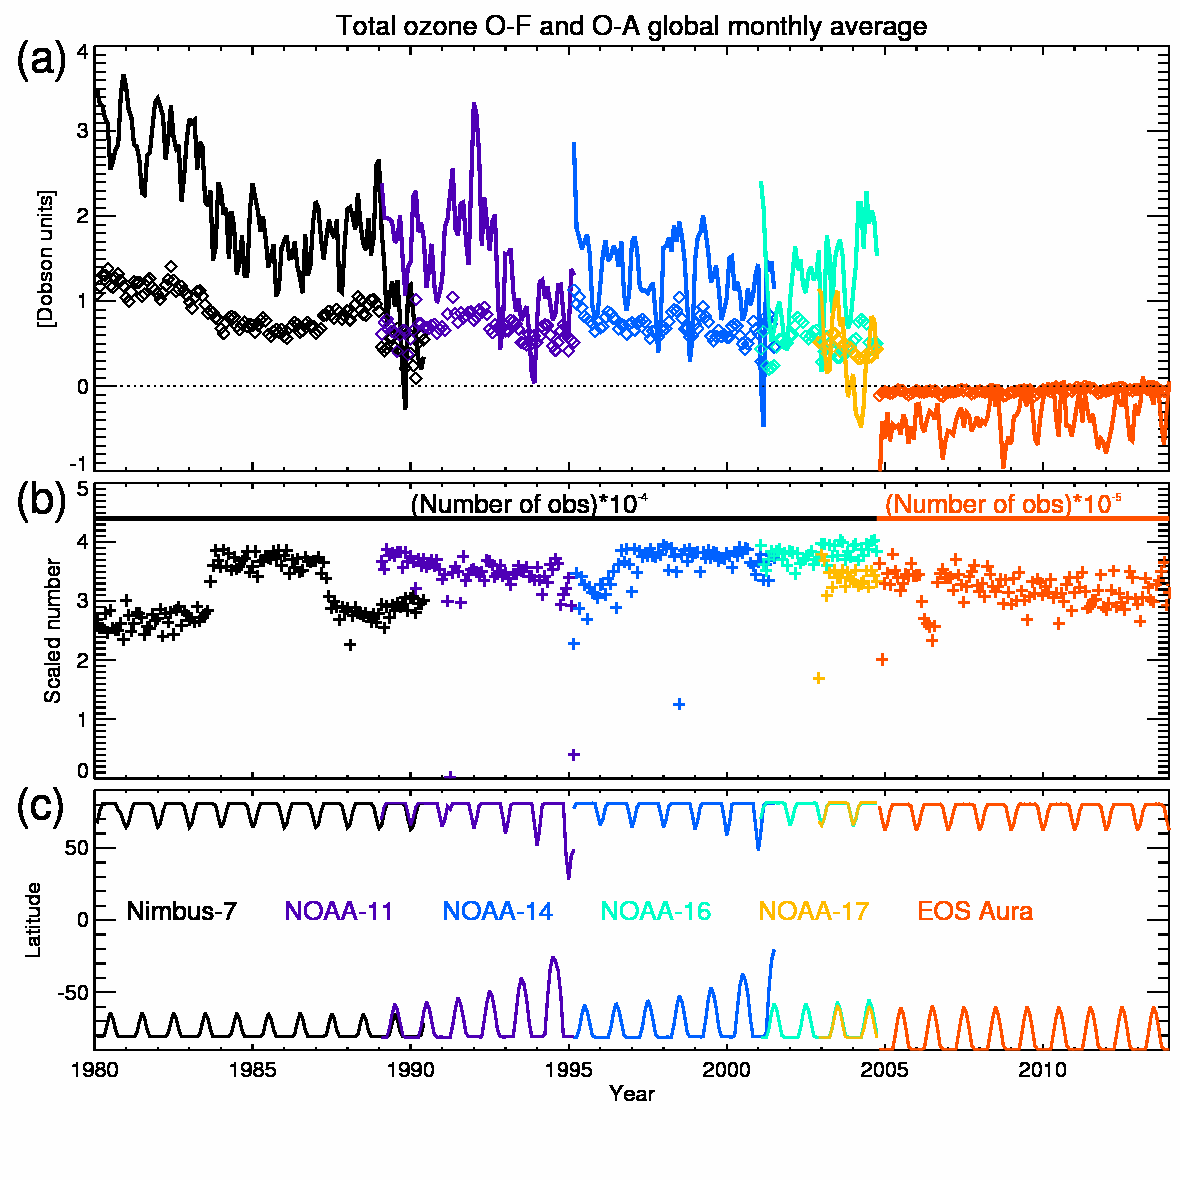 Total ozone O-F and O-A global monthly average
(a)
4
3
2
1
0
-1
[Dobson units]
(b)
5
4
3
2
1
0
Scaled number
(Number of obs)*10⁻⁴
(Number of obs)*10⁻⁵
(c)
50
0
-50
Latitude
Nimbus-7 NOAA-11 NOAA-14 NOAA-16 NOAA-17 EOS Aura
1980 1985 1990 1995 2000 2005 2010
Year